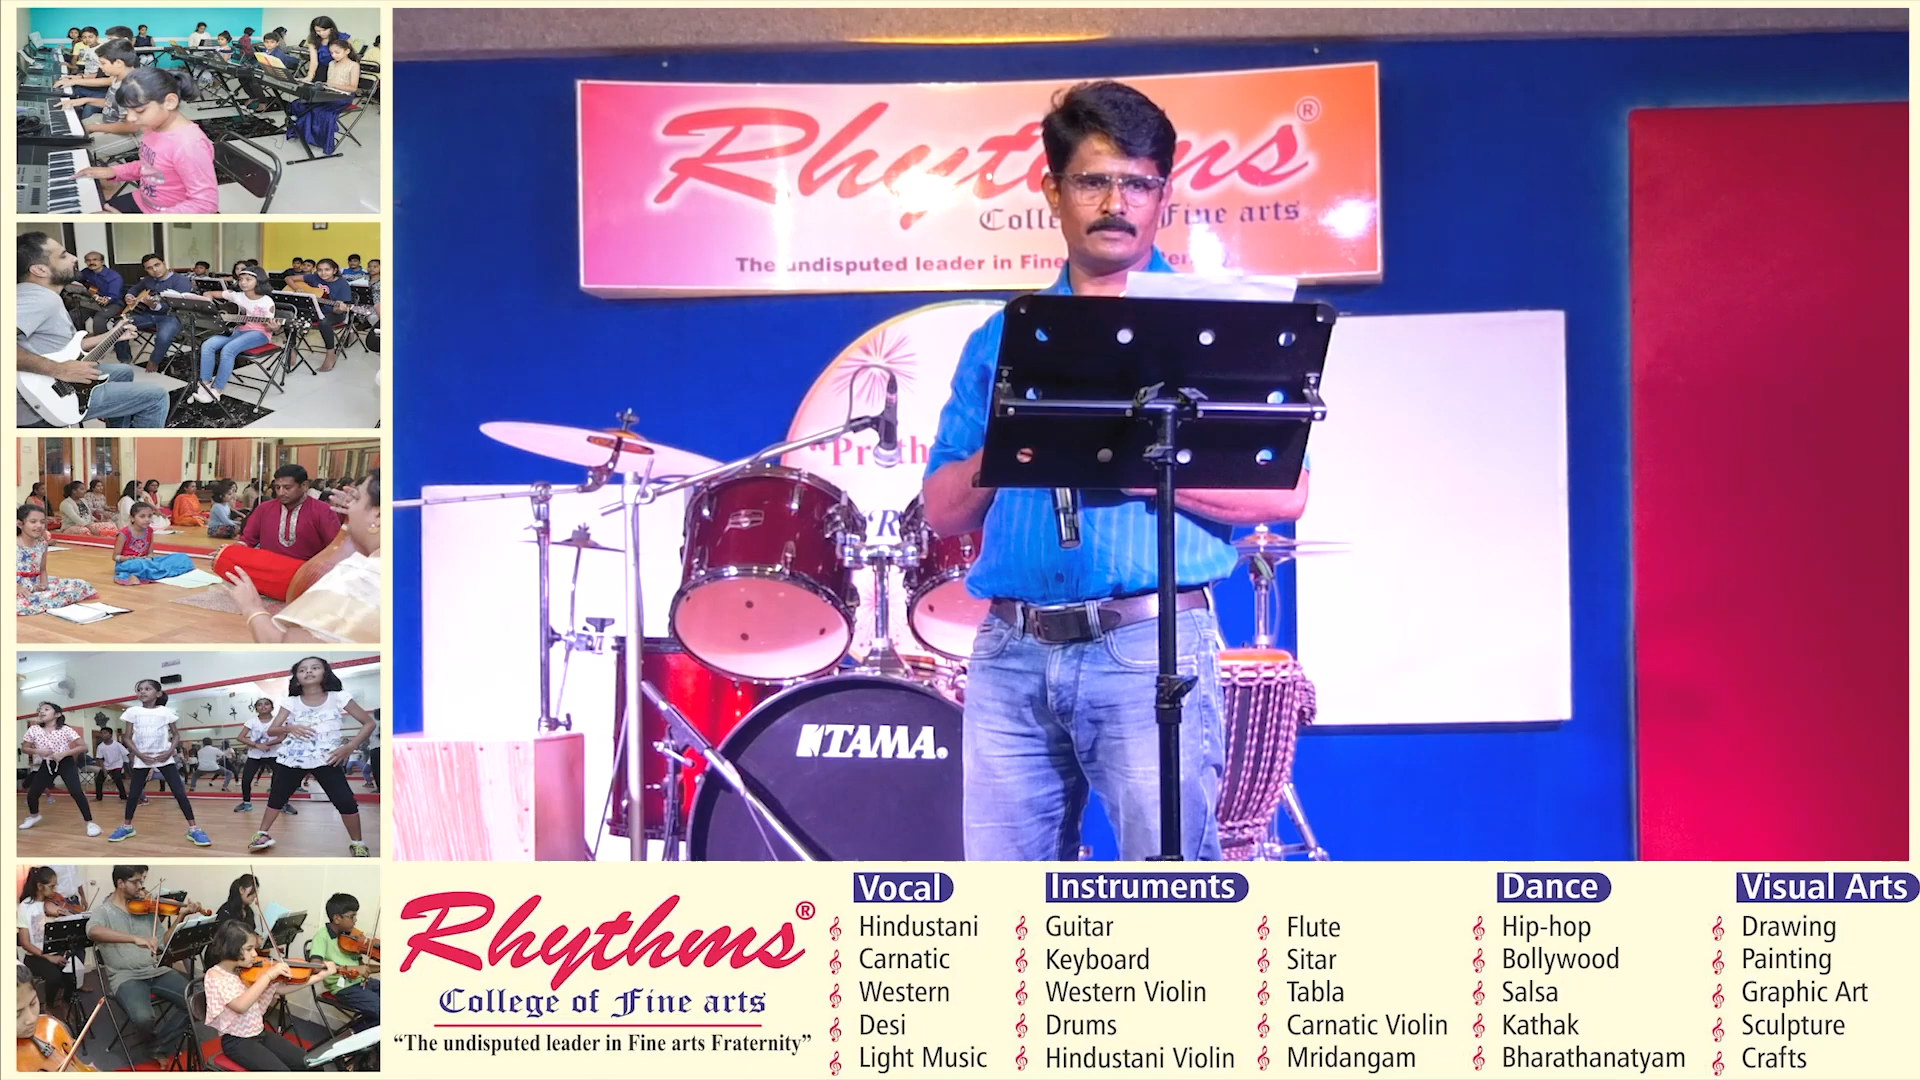 Rhythms®
College of Fine arts
The undisputed leader in Fine
"Prathi
"R
TAMA.
Rhythms®
College of Fine arts
"The undisputed leader in Fine arts Fraternity"
Vocal
Hindustani
Carnatic
Western
Desi
Light Music
Instruments
Guitar
Keyboard
Western Violin
Drums
Hindustani Violin
Flute
Sitar
Tabla
Carnatic Violin
Mridangam
Dance
Hip-hop
Bollywood
Salsa
Kathak
Bharathanatyam
Visual Arts
Drawing
Painting
Graphic Art
Sculpture
Crafts